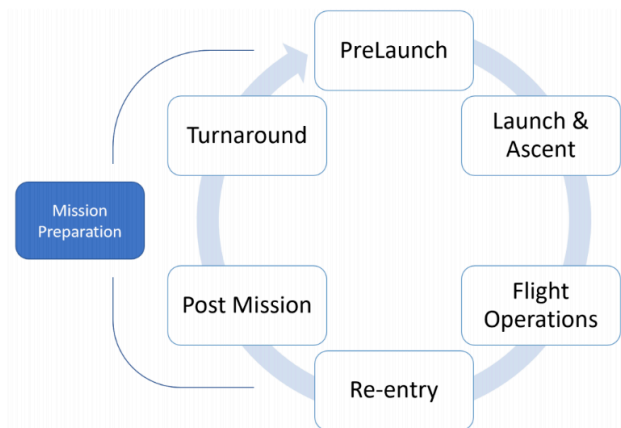 PreLaunch
Launch &
Ascent
Flight
Operations
Re-entry
Post Mission
Turnaround
Mission
Preparation